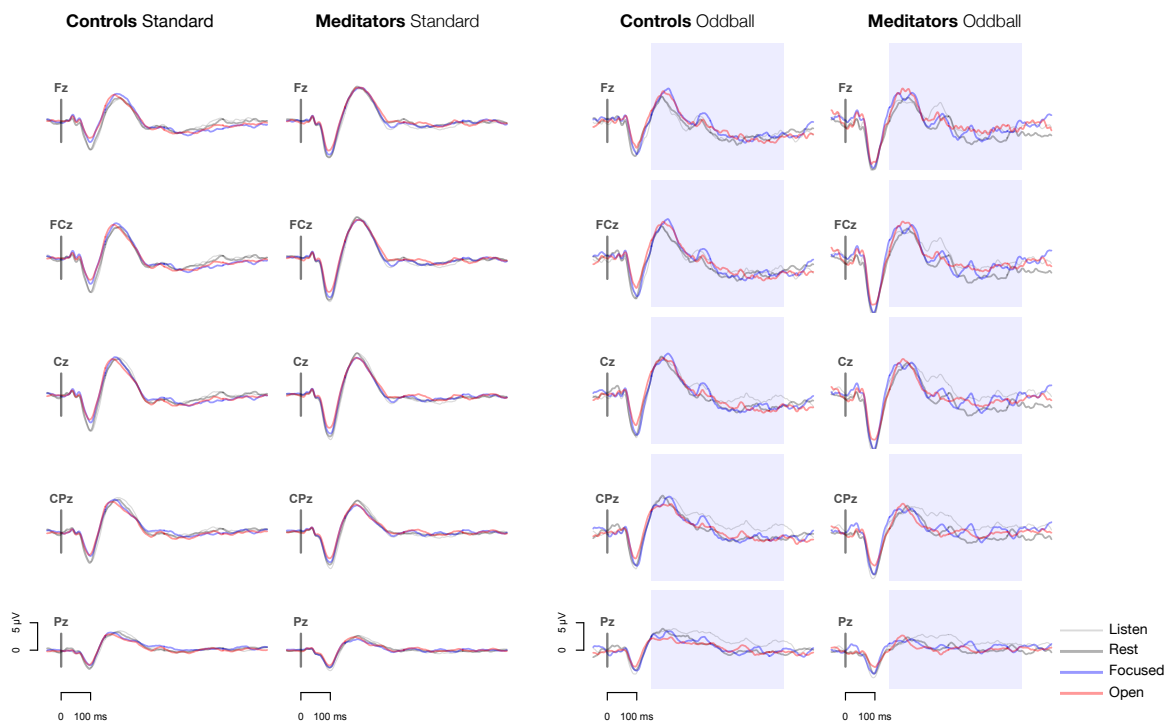 Controls Standard
Meditators Standard
Controls Oddball
Meditators Oddball
Fz
Fz
Fz
Fz
FCz
FCz
FCz
FCz
Cz
Cz
Cz
Cz
CPz
CPz
CPz
CPz
Pz
Pz
Pz
Pz
5 µV
0
5 µV
0
0 100 ms
0 100 ms
0 100 ms
0 100 ms
Listen
Rest
Focused
Open